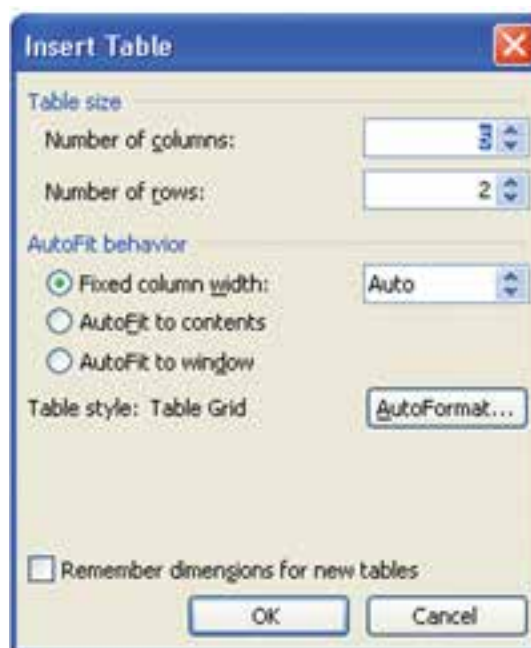 Insert Table
Table size
Number of columns:
Number of rows: 2
AutoFit behavior
Fixed column width: Auto
AutoFit to contents
AutoFit to window
Table style: Table Grid AutoFormat...
Remember dimensions for new tables
OK Cancel